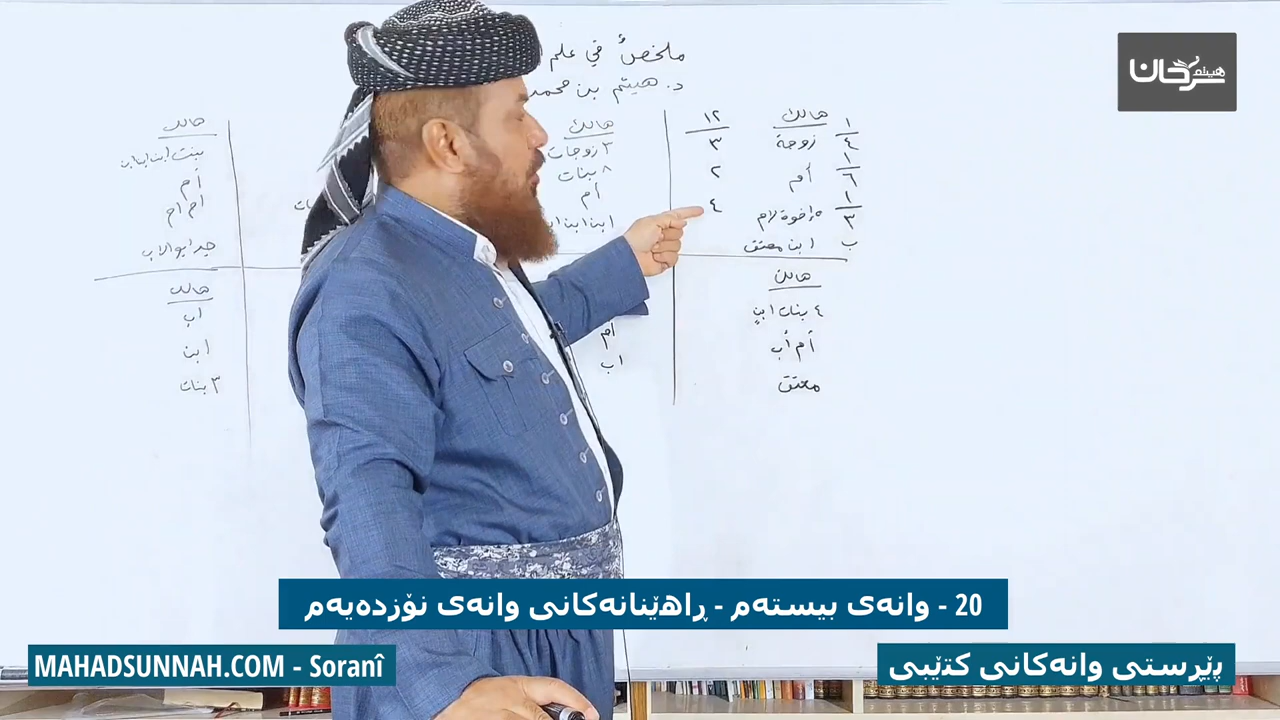 ملخصٌ في علم
د. هيثم بن محمد
هيتم سرحان
هالك
١٢
١/٤ زوجة ٣
١/٦ أم ٢
١/٣ ٥ اخوة لام ٤
ب ابن معتق
هالك
٣ زوجات
٨ بنات
أم
ابن ابن
هالك
بنت ابن ابن ابن
أم
أم أم
جد ابو الاب
هالك
٤ بنات ابنٍ
أم أب
معتق
أم
اب
هالك
اب
ابن
٣ بنات
20 - وانەی بیستەم - ڕاهێنانەکانی وانەی نۆزدەیەم
MAHADSUNNAH.COM - Soranî
پێڕستی وانەکانی کتێبی